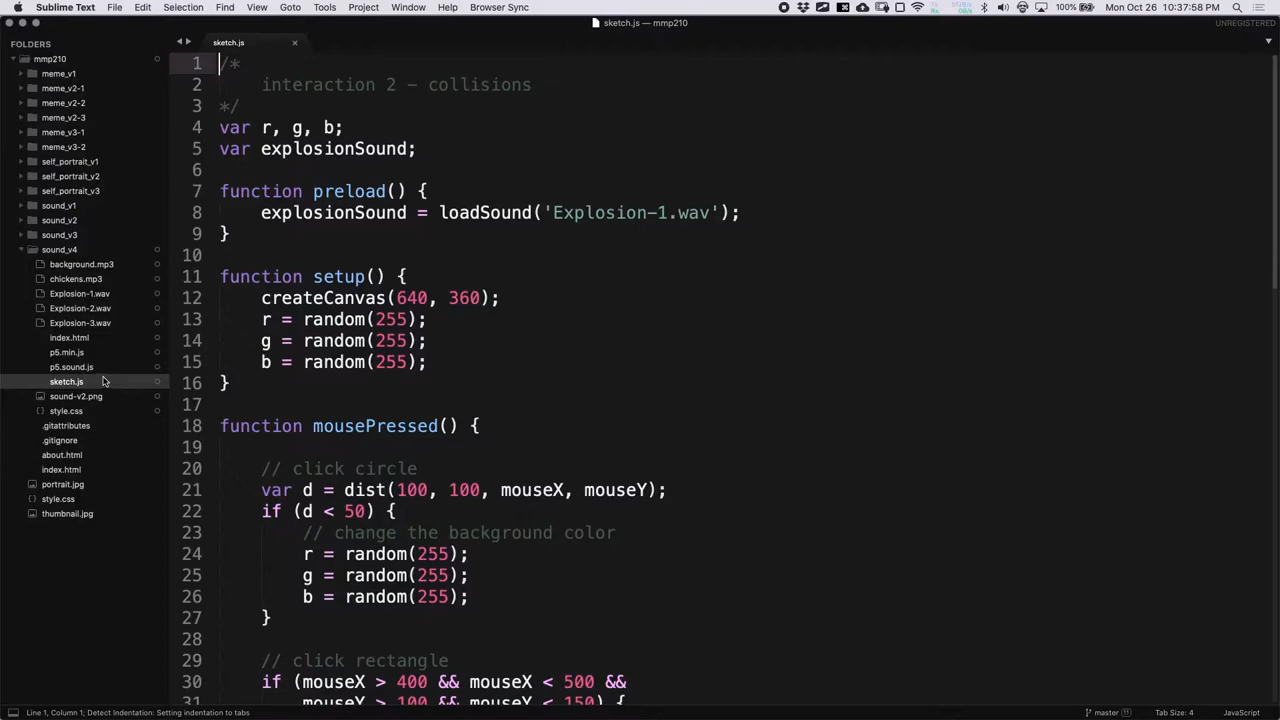 Sublime Text File Edit Selection Find View Goto Tools Project Window Help Browser Sync 100% Mon Oct 26 10:37:58 PM
sketch.js — mmp210 UNREGISTERED
FOLDERS
mmp210
meme_v1
meme_v2-1
meme_v2-2
meme_v2-3
meme_v3-1
meme_v3-2
self_portrait_v1
self_portrait_v2
self_portrait_v3
sound_v1
sound_v2
sound_v3
sound_v4
background.mp3
chickens.mp3
Explosion-1.wav
Explosion-2.wav
Explosion-3.wav
index.html
p5.min.js
p5.sound.js
sketch.js
sound-v2.png
style.css
.gitattributes
.gitignore
about.html
index.html
portrait.jpg
style.css
thumbnail.jpg
sketch.js
1 /*
2 interaction 2 - collisions
3 */
4 var r, g, b;
5 var explosionSound;
6
7 function preload() {
8 explosionSound = loadSound('Explosion-1.wav');
9 }
10
11 function setup() {
12 createCanvas(640, 360);
13 r = random(255);
14 g = random(255);
15 b = random(255);
16 }
17
18 function mousePressed() {
19
20 // click circle
21 var d = dist(100, 100, mouseX, mouseY);
22 if (d < 50) {
23 // change the background color
24 r = random(255);
25 g = random(255);
26 b = random(255);
27 }
28
29 // click rectangle
30 if (mouseX > 400 && mouseX < 500 &&
31 mouseY > 100 && mouseY < 150) {
Line 1, Column 1; Detect Indentation: Setting indentation to tabs master 11 Tab Size: 4 JavaScript